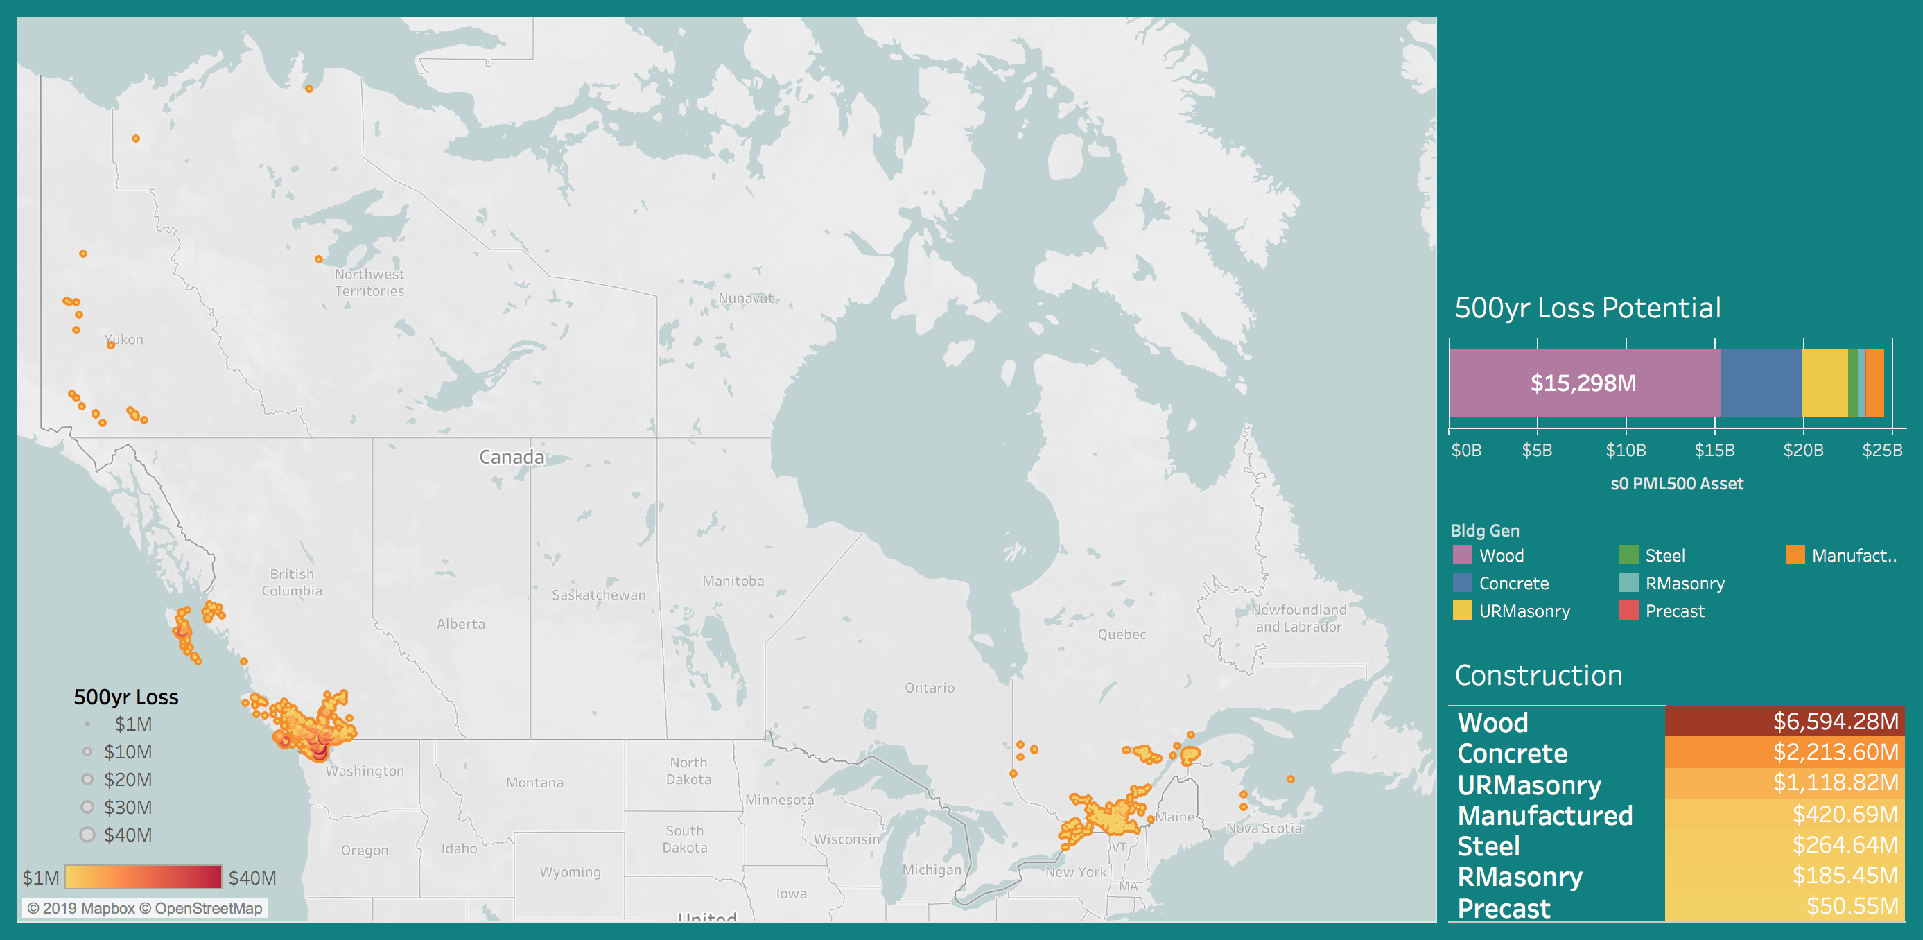 Northwest
Territories
Nunavut
Yukon
Canada
British
Columbia
Alberta
Saskatchewan
Manitoba
Ontario
Quebec
Newfoundland
and Labrador
Washington
Montana
North
Dakota
Minnesota
Oregon
Idaho
South
Dakota
Wisconsin
Wyoming
Michigan
Iowa
New York
VT
MA
Maine
Nova Scotia
United
500yr Loss
$1M
$10M
$20M
$30M
$40M
$1M $40M
© 2019 Mapbox © OpenStreetMap
500yr Loss Potential
$15,298M
$0B $5B $10B $15B $20B $25B
s0 PML500 Asset
Bldg Gen
Wood Steel Manufact..
Concrete RMasonry
URMasonry Precast
Construction
Wood $6,594.28M
Concrete $2,213.60M
URMasonry $1,118.82M
Manufactured $420.69M
Steel $264.64M
RMasonry $185.45M
Precast $50.55M